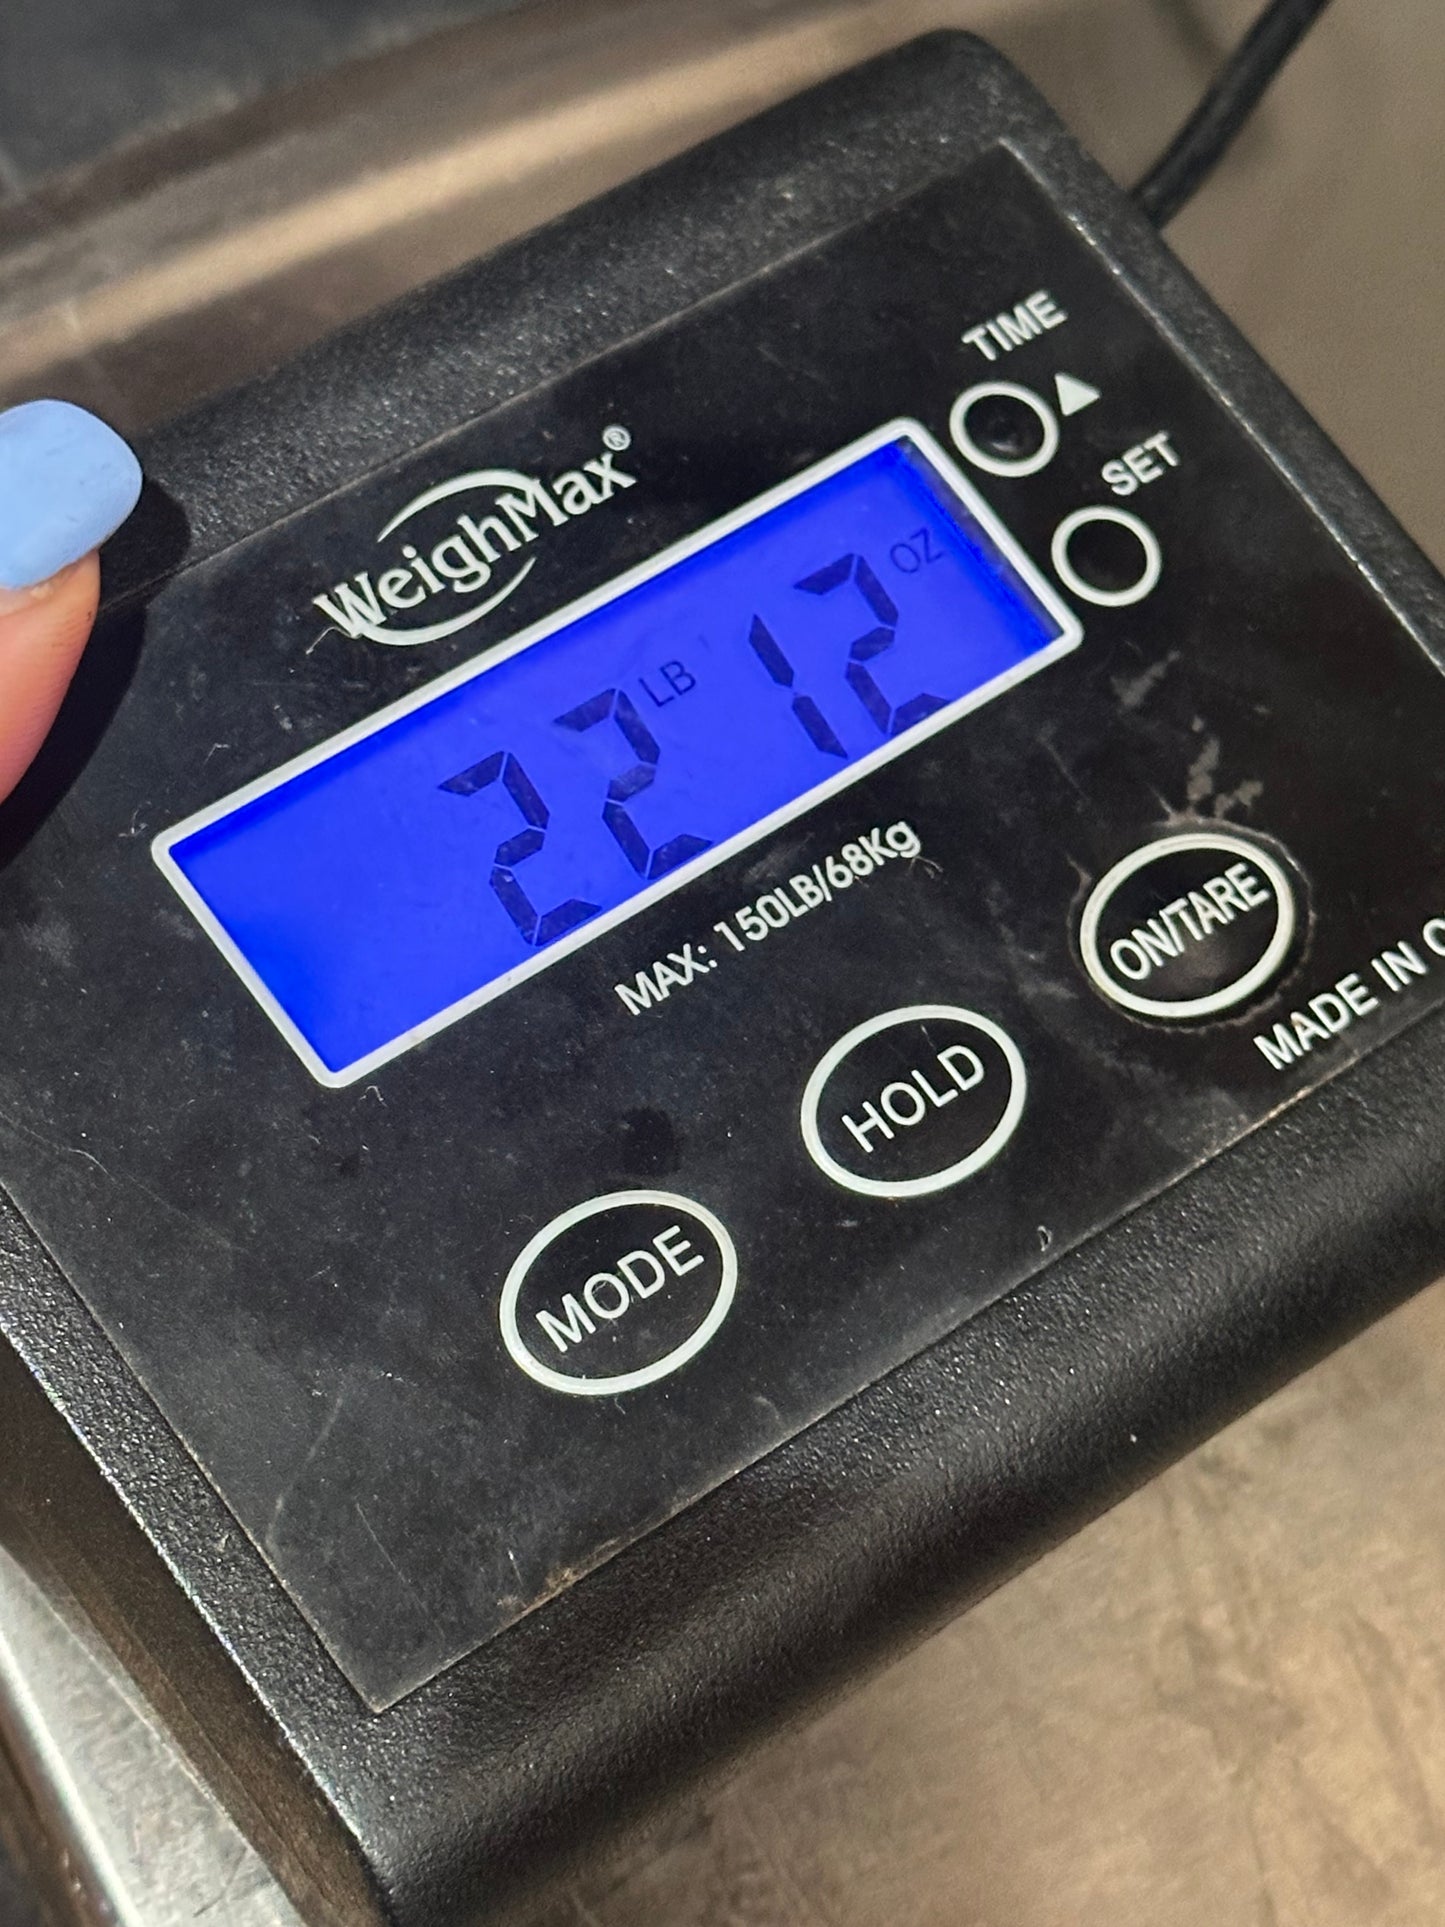 WeighMax®
TIME
▲
SET
22 LB 12 OZ
MAX: 150LB/68Kg
MODE
HOLD
ON/TARE
MADE IN